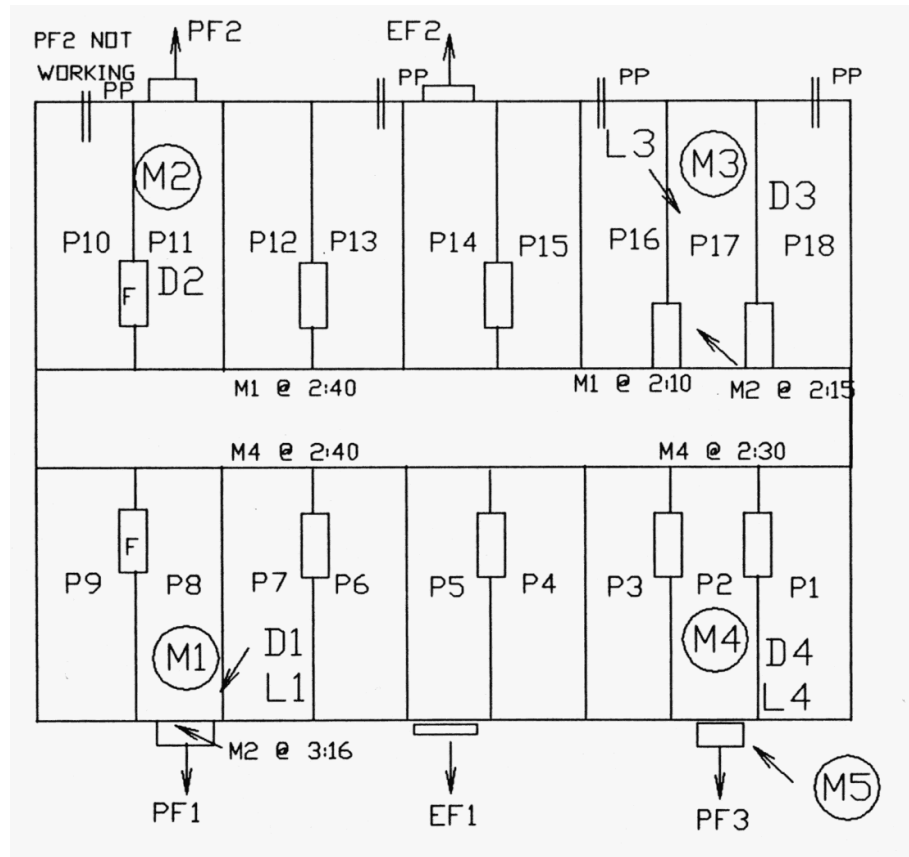 PF2 NOT
WORKING
PF2
EF2
PP
PP
PP
PP
M2
L3
M3
D3
P10
P11
P12
P13
P14
P15
P16
P17
P18
F
D2
M1 @ 2:40
M1 @ 2:10
M2 @ 2:15
M4 @ 2:40
M4 @ 2:30
F
P9
P8
P7
P6
P5
P4
P3
P2
P1
M1
D1
L1
M4
D4
L4
M2 @ 3:16
M5
PF1
EF1
PF3